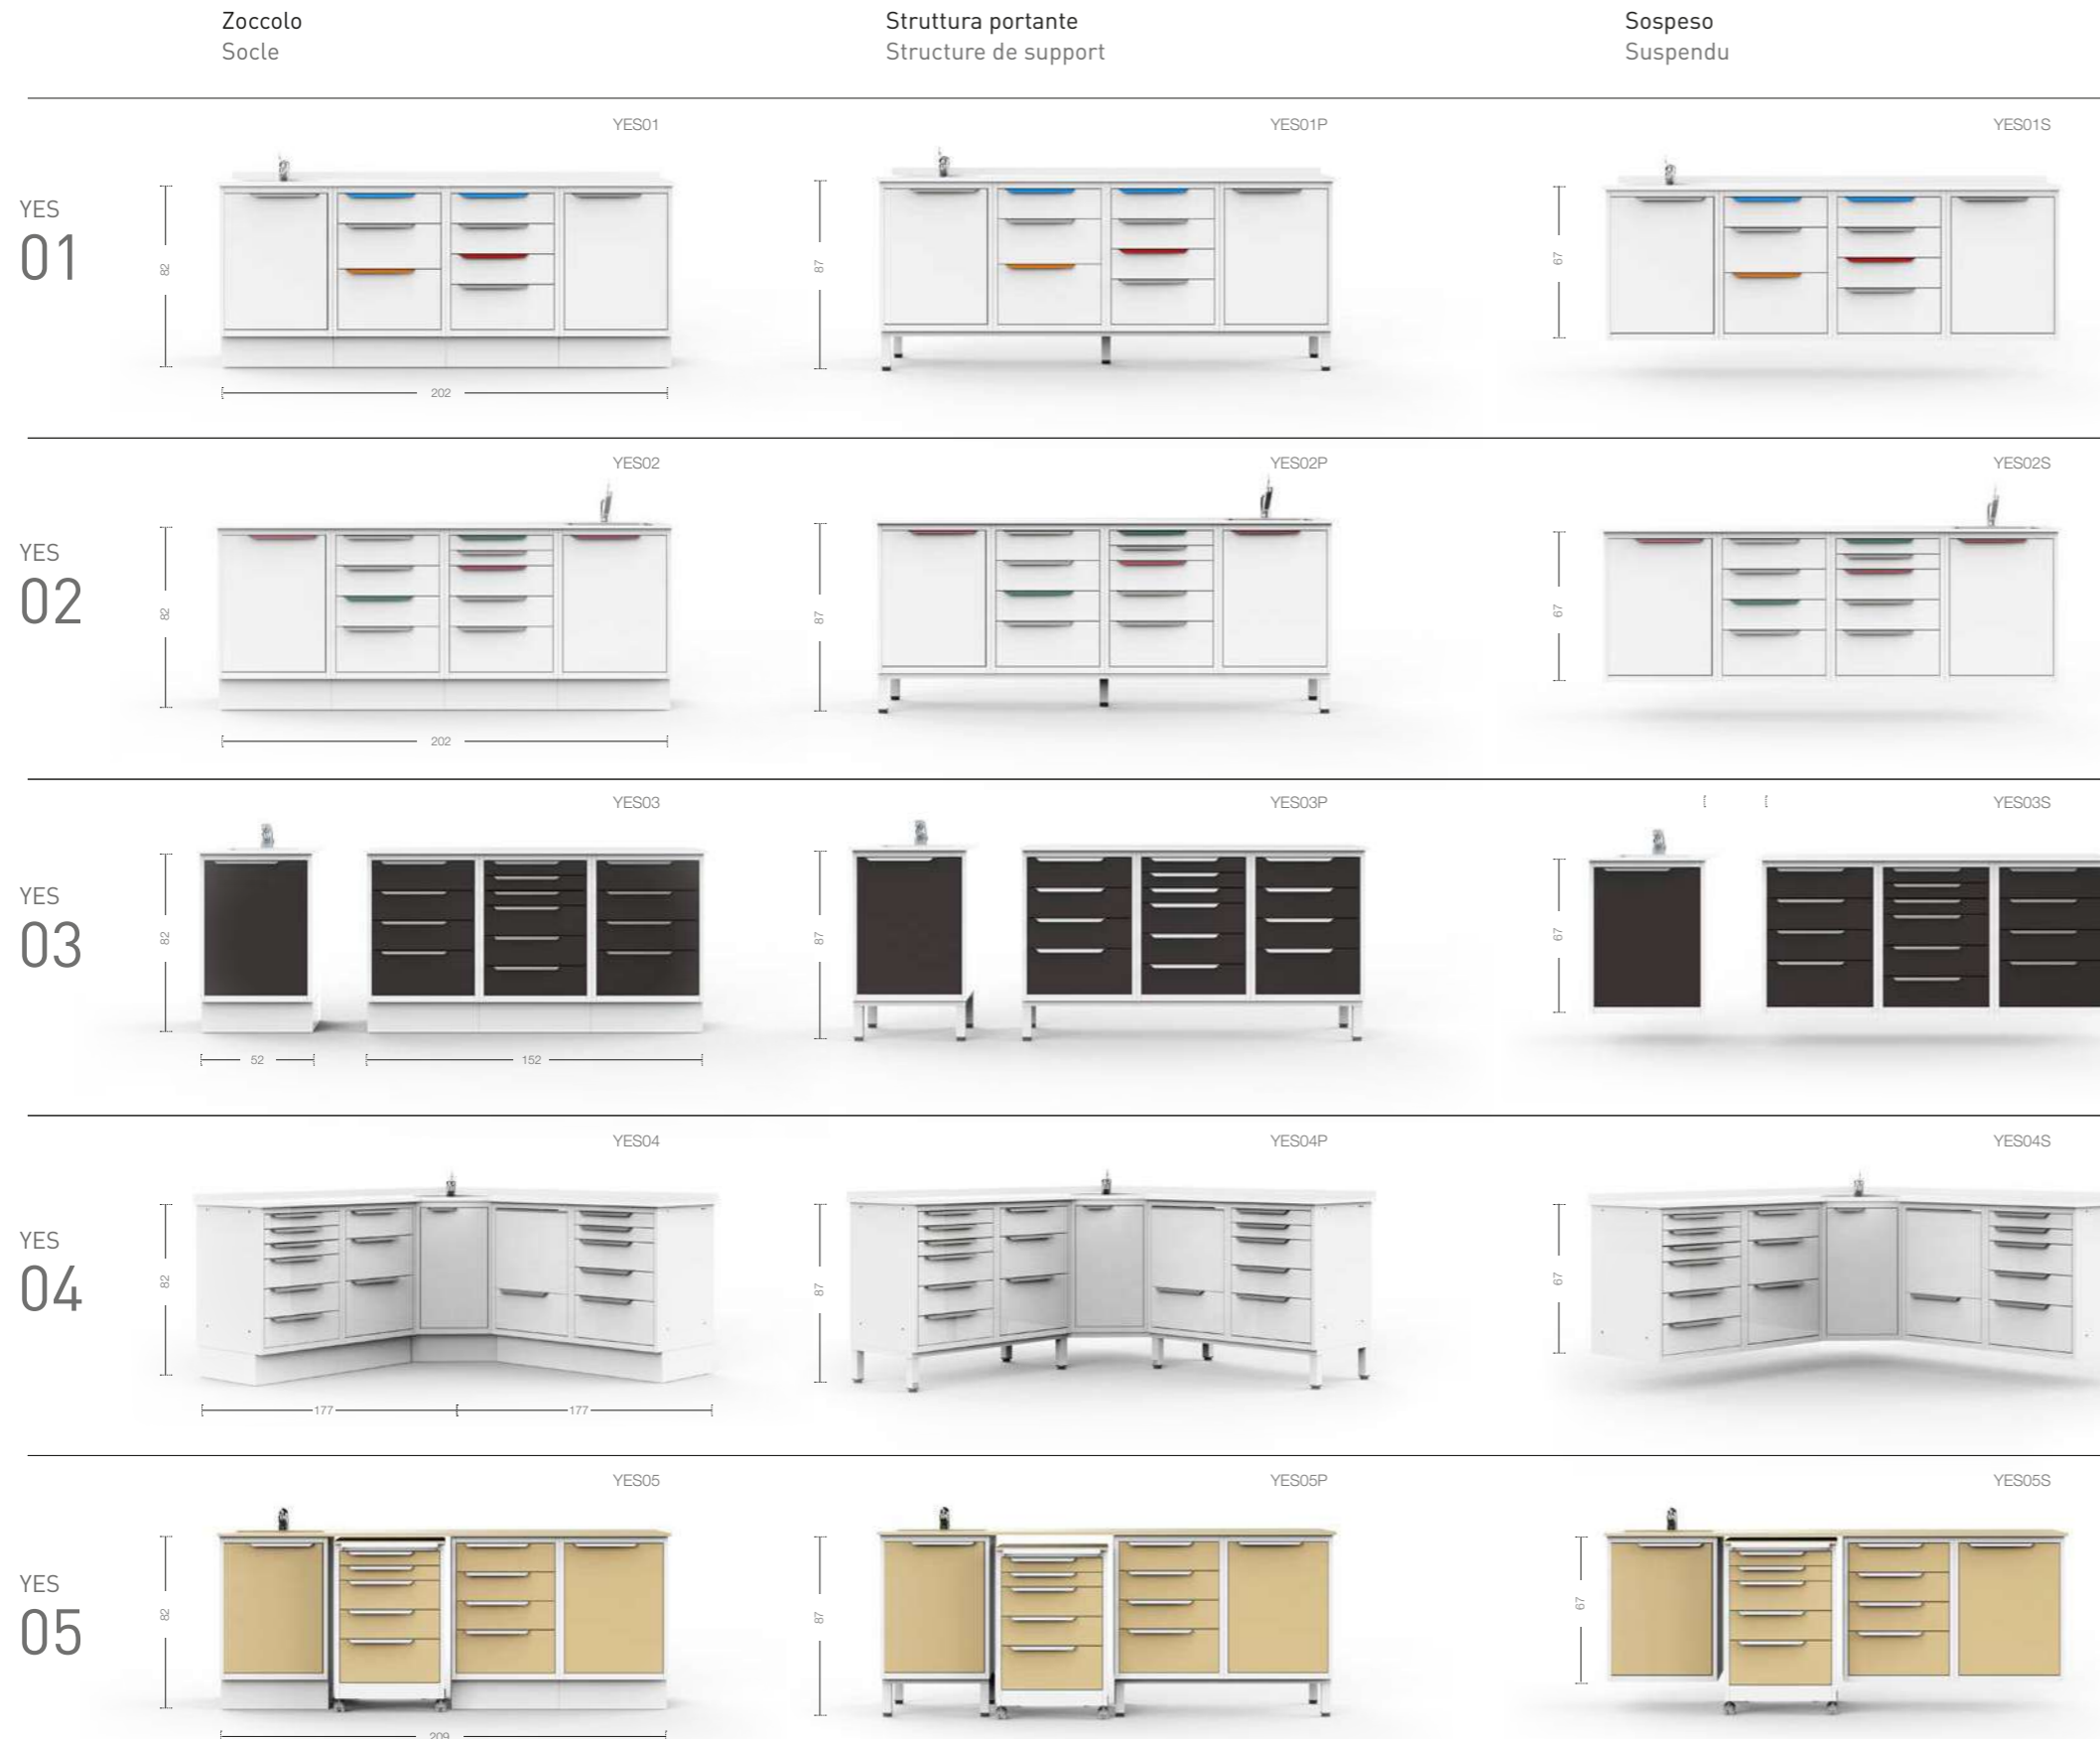 Zoccolo
Socle
Struttura portante
Structure de support
Sospeso
Suspendu
YES
01
YES01
82
202
YES01P
87
YES01S
67
YES
02
YES02
82
202
YES02P
87
YES02S
67
YES
03
YES03
82
52
152
YES03P
87
YES03S
67
YES
04
YES04
82
177
177
YES04P
87
YES04S
67
YES
05
YES05
82
209
YES05P
87
YES05S
67